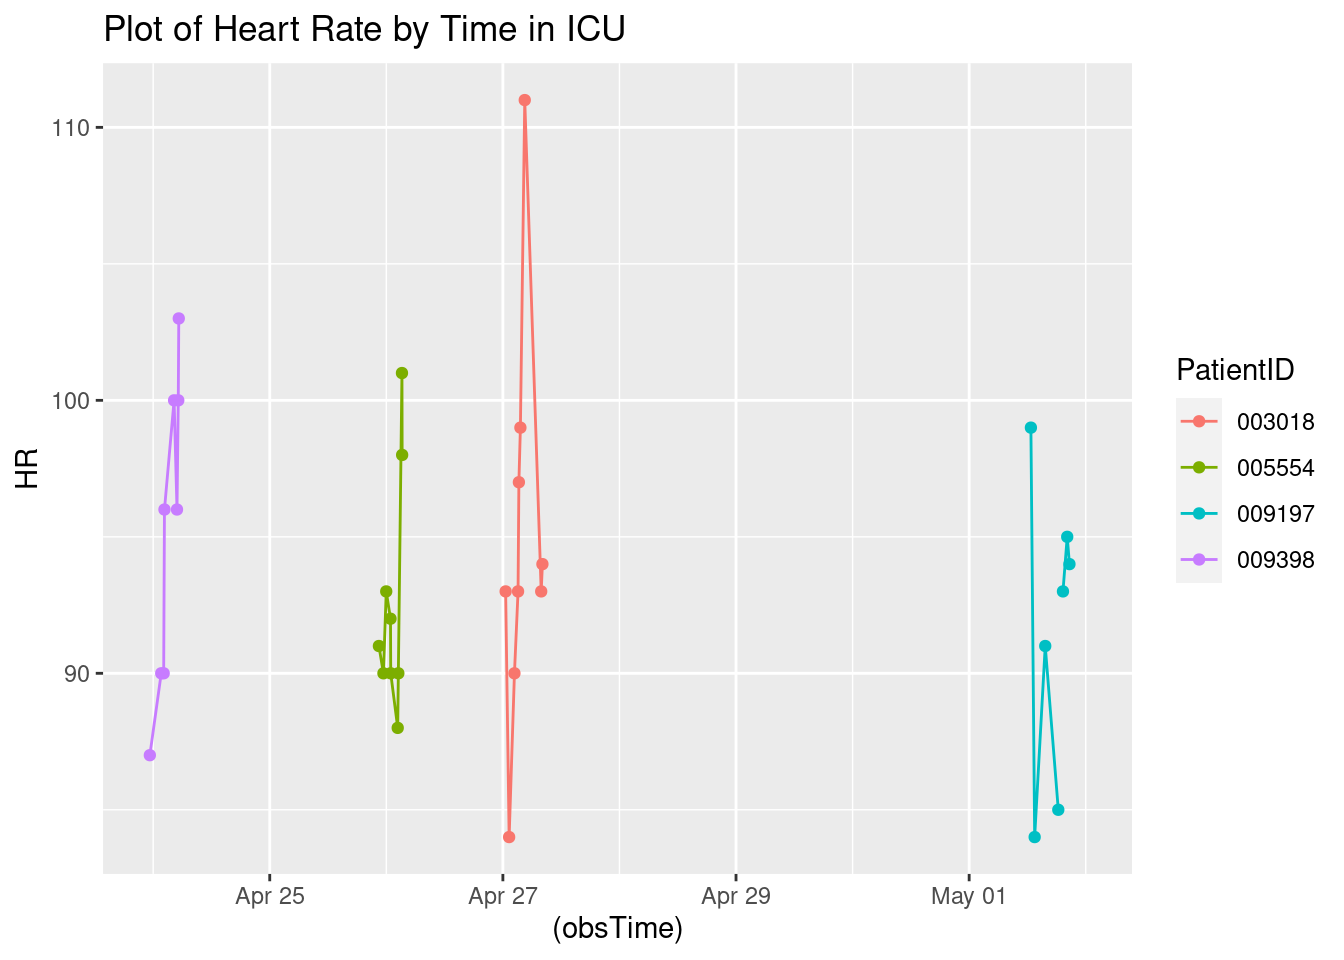 Plot of Heart Rate by Time in ICU
110
100
90
HR
Apr 25
Apr 27
Apr 29
May 01
(obsTime)
PatientID
003018
005554
009197
009398